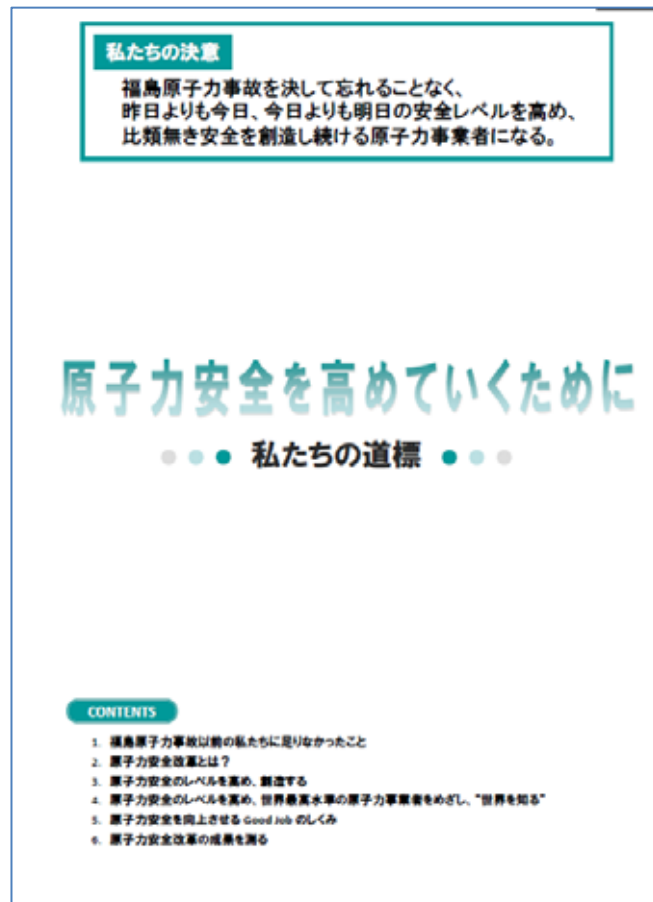 私たちの決意
福島原子力事故を決して忘れることなく、
昨日よりも今日、今日よりも明日の安全レベルを高め、
比類無き安全を創造し続ける原子力事業者になる。
原子力安全を高めていくために
私たちの道標
CONTENTS
1. 福島原子力事故以前の私たちに足りなかったこと
2. 原子力安全改革とは？
3. 原子力安全のレベルを高め、創造する
4. 原子力安全のレベルを高め、世界最高水準の原子力事業者をめざし、"世界を知る"
5. 原子力安全を向上させる Good Job のしくみ
6. 原子力安全改革の成果を測る